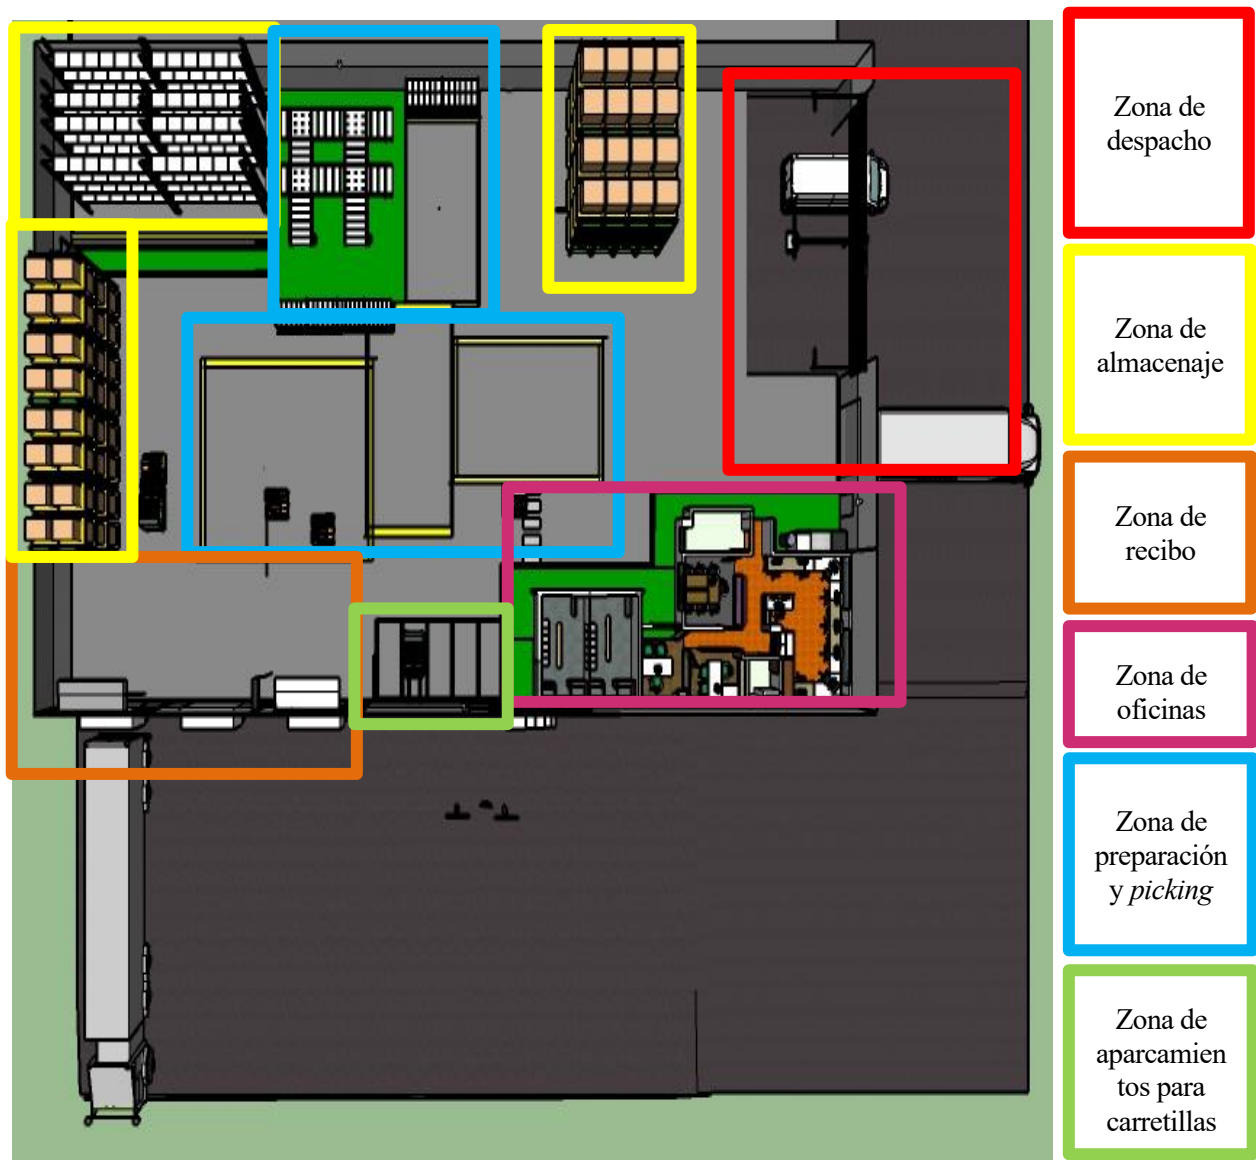 Zona de
despacho
Zona de
almacenaje
Zona de
recibo
Zona de
oficinas
Zona de
preparación
y picking
Zona de
aparcamien
tos para
carretillas